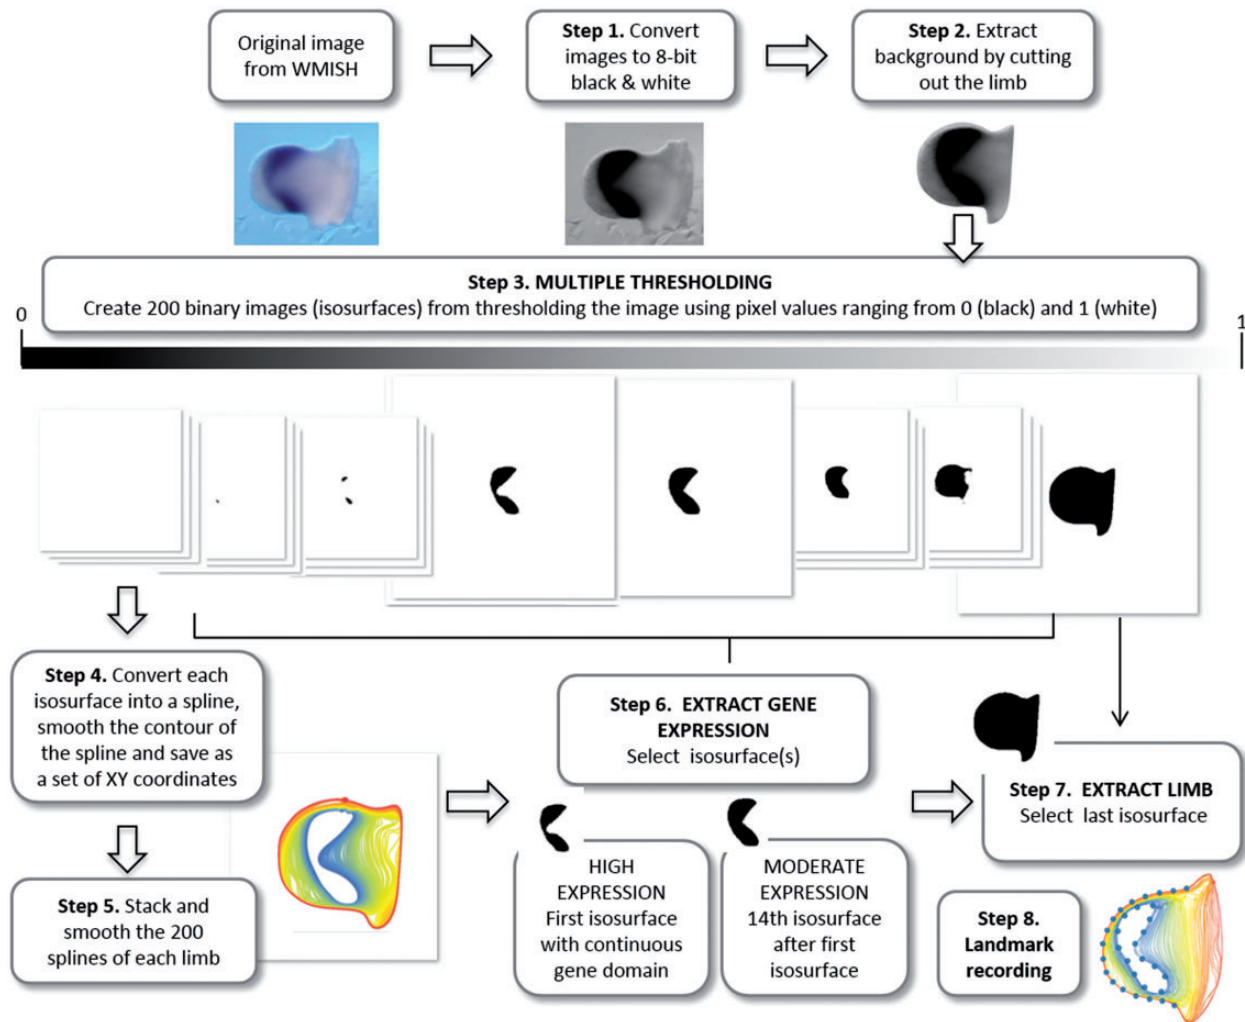 Original image
from WMISH
Step 1. Convert
images to 8-bit
black & white
Step 2. Extract
background by cutting
out the limb
Step 3. MULTIPLE THRESHOLDING
Create 200 binary images (isosurfaces) from thresholding the image using pixel values ranging from 0 (black) and 1 (white)
0
1
Step 4. Convert each
isosurface into a spline,
smooth the contour of
the spline and save as
a set of XY coordinates
Step 5. Stack and
smooth the 200
splines of each limb
Step 6. EXTRACT GENE
EXPRESSION
Select isosurface(s)
HIGH
EXPRESSION
First isosurface
with continuous
gene domain
MODERATE
EXPRESSION
14th isosurface
after first
isosurface
Step 7. EXTRACT LIMB
Select last isosurface
Step 8.
Landmark
recording